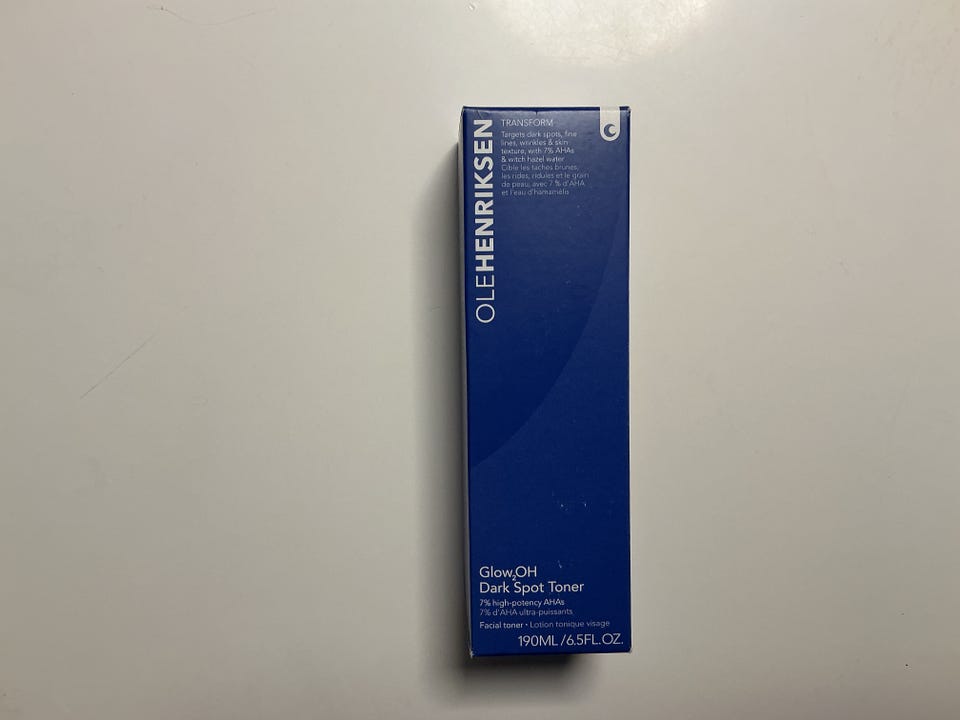 OLEHENRIKSEN
TRANSFORM
Targets dark spots, fine
lines, wrinkles & skin
texture, with 7% AHAs
& witch hazel water
Cible les taches brunes,
les rides, ridules et le grain
de peau, avec 7 % d'AHA
et l'eau d'hamamélis
Glow₂OH
Dark Spot Toner
7% high-potency AHAs
7% d'AHA ultra-puissants
Facial toner • Lotion tonique visage
190ML/6.5FL.OZ.